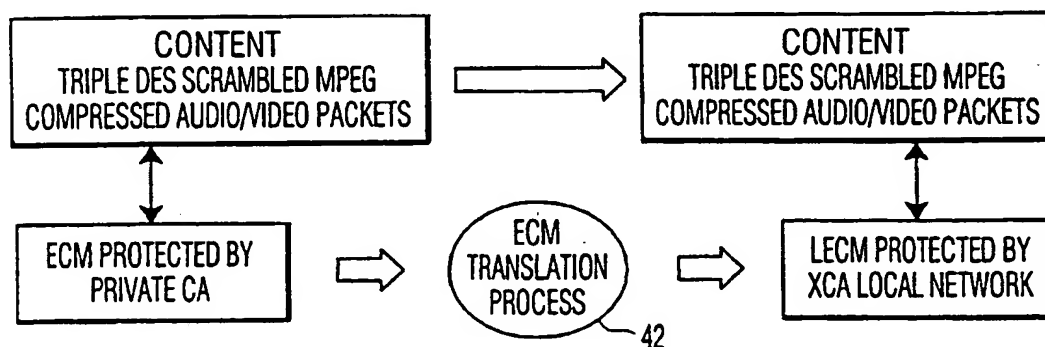 CONTENT
TRIPLE DES SCRAMBLED MPEG
COMPRESSED AUDIO/VIDEO PACKETS
CONTENT
TRIPLE DES SCRAMBLED MPEG
COMPRESSED AUDIO/VIDEO PACKETS
ECM PROTECTED BY
PRIVATE CA
ECM
TRANSLATION
PROCESS
42
LECM PROTECTED BY
XCA LOCAL NETWORK